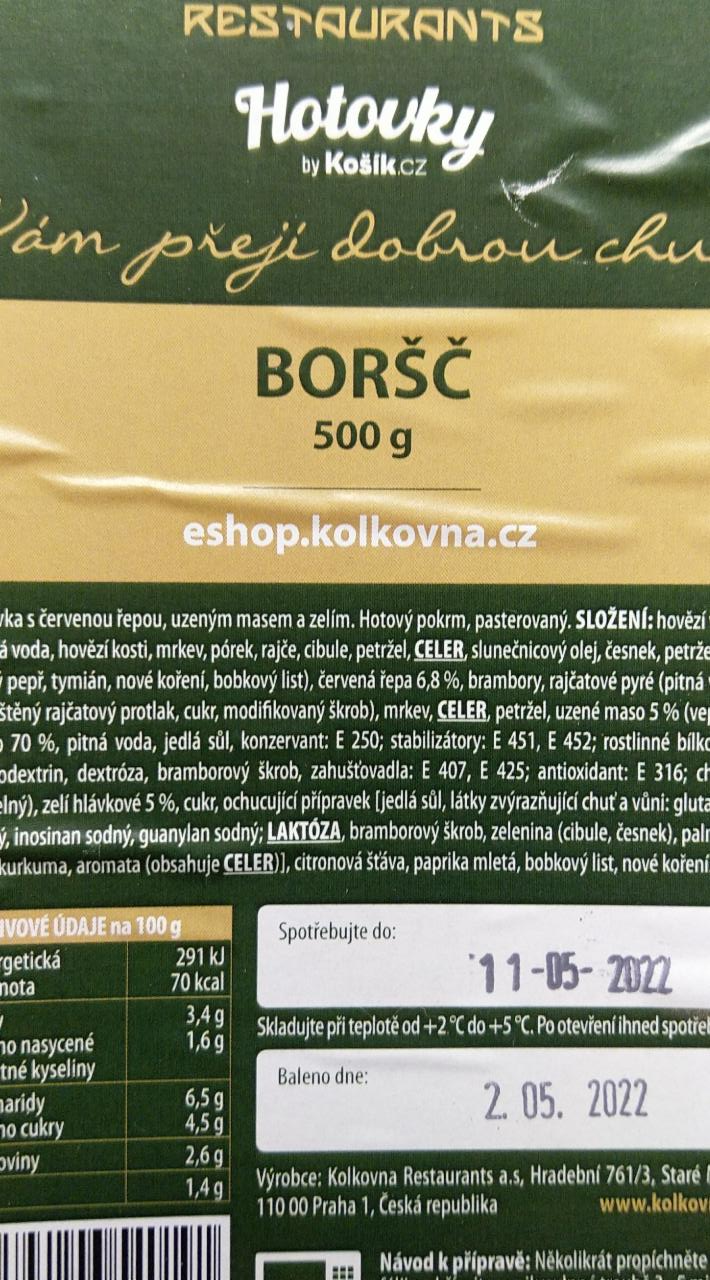 RESTAURANTS
Hotovky
by Košík.cz
Vám přeji dobrou
BORŠČ
500 g
eshop.kolkovna.cz
s červenou řepou, uzeným masem a zelím. Hotový pokrm, pasterovaný. SLOŽENÍ: hovězí
voda, hovězí kosti, mrkev, pórek, rajče, cibule, petržel, CELER, slunečnicový olej, česnek,
pepř, tymián, nové koření, bobkový list), červená řepa 6,8 %, brambory, rajčatové pyré (pitná
rajčatový protlak, cukr, modifikovaný škrob), mrkev, CELER, petržel, uzené maso 5 %
70 %, pitná voda, jedlá sůl, konzervant: E 250; stabilizátory: E 451, E 452; rostlinné
dextróza, bramborový škrob, zahušťovadla: E 407, E 425; antioxidant: E 316;
zelí hlávkové 5 %, cukr, ochucující přípravek [jedlá sůl, látky zvýrazňující chuť a vůni:
inosinan sodný, guanylan sodný; LAKTÓZA, bramborový škrob, zelenina (cibule, česnek),
kurkuma, aromata (obsahuje CELER)], citronová šťáva, paprika mletá, bobkový list, nové koření
ÚDAJE na 100 g
291 kJ
70 kcal
3,4 g
nasycené
1,6 g
kyseliny
6,5 g
cukry
4,5 g
2,6 g
1,4 g
Spotřebujte do:
11-05-2022
Skladujte při teplotě od +2 °C do +5 °C. Po otevření ihned
Baleno dne:
2. 05. 2022
Výrobce: Kolkovna Restaurants a.s, Hradební 761/3, Staré
110 00 Praha 1, Česká republika
Návod k přípravě: Několikrát propíchněte